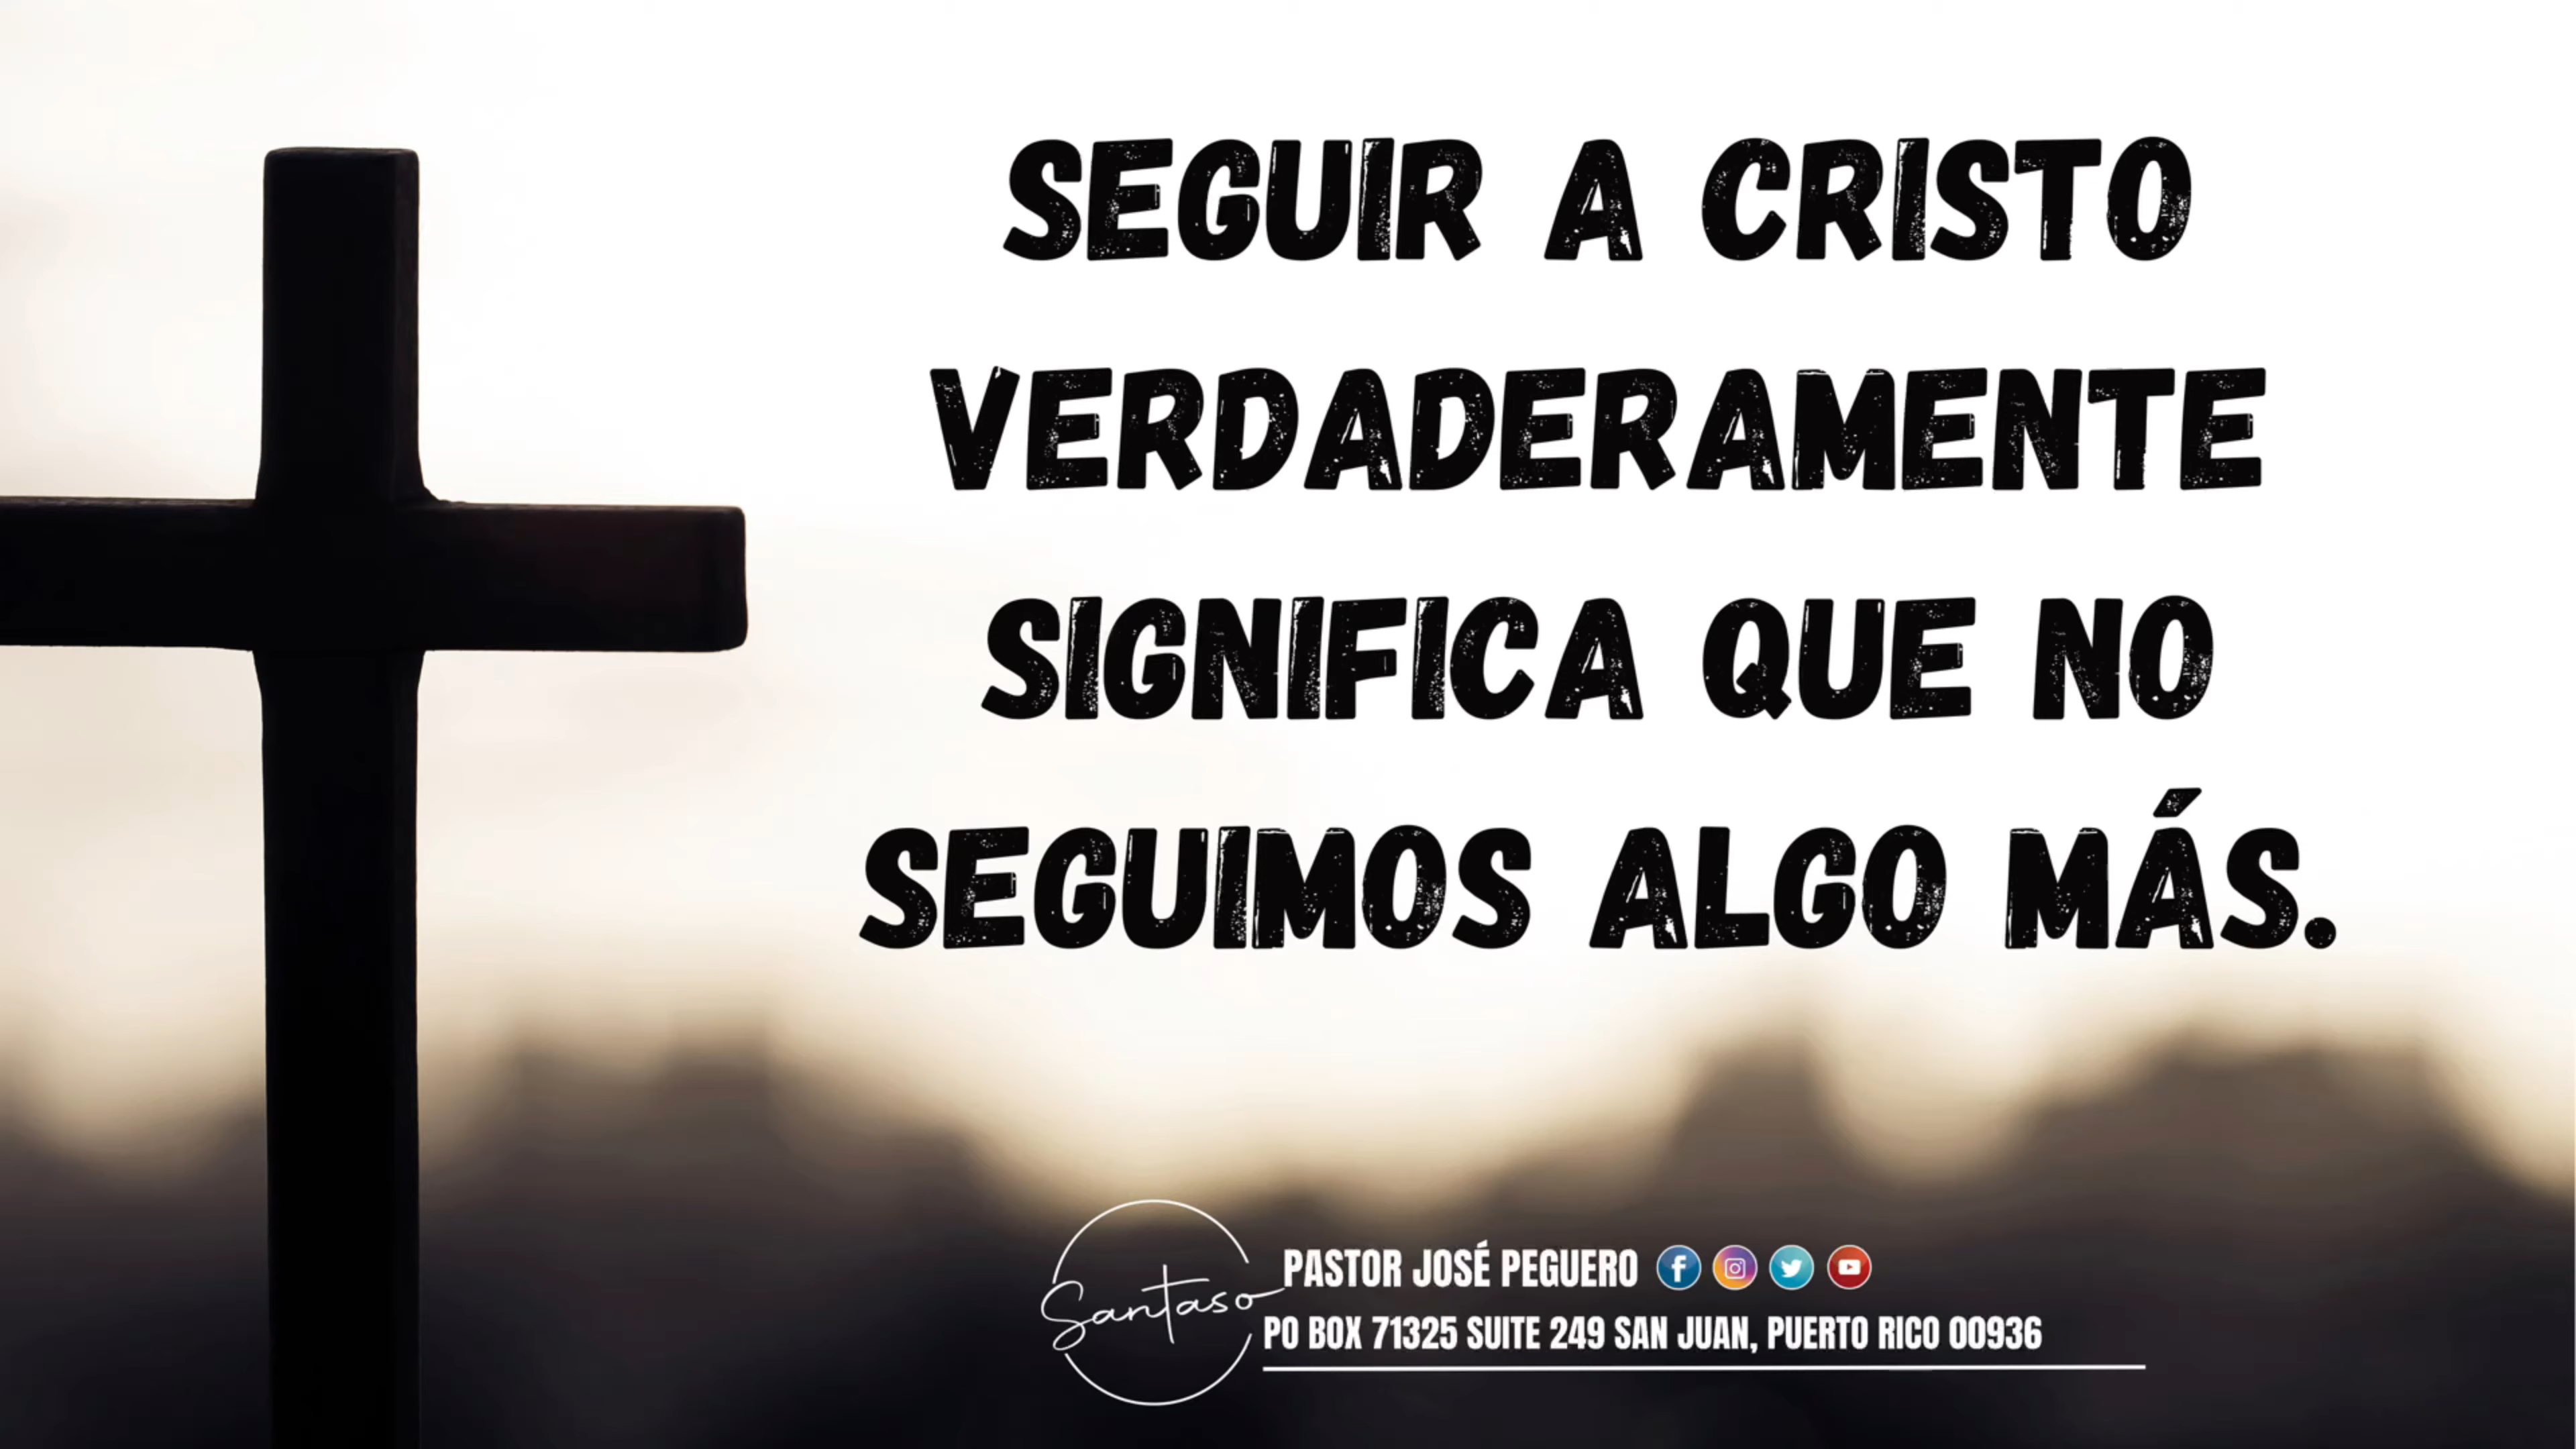 SEGUIR A CRISTO
VERDADERAMENTE
SIGNIFICA QUE NO
SEGUIMOS ALGO MÁS.
Santaso
PASTOR JOSÉ PEGUERO
PO BOX 71325 SUITE 249 SAN JUAN, PUERTO RICO 00936